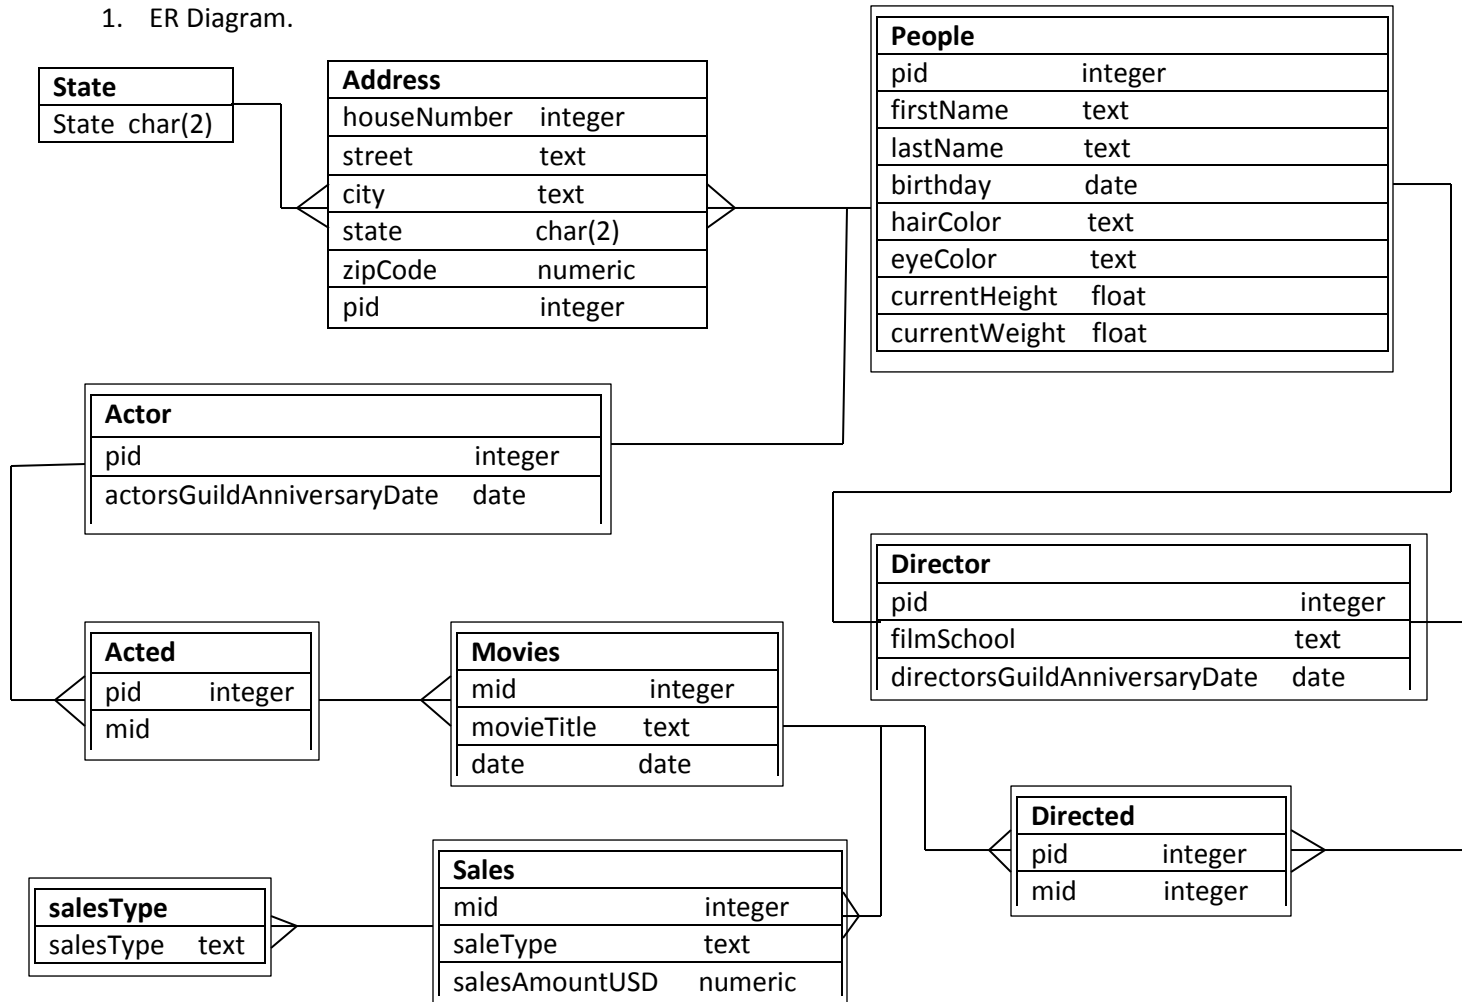 1. ER Diagram.
State
State char(2)
Address
houseNumber integer
street text
city text
state char(2)
zipCode numeric
pid integer
People
pid integer
firstName text
lastName text
birthday date
hairColor text
eyeColor text
currentHeight float
currentWeight float
Actor
pid integer
actorsGuildAnniversaryDate date
Director
pid integer
filmSchool text
directorsGuildAnniversaryDate date
Acted
pid integer
mid
Movies
mid integer
movieTitle text
date date
Directed
pid integer
mid integer
salesType
salesType text
Sales
mid integer
saleType text
salesAmountUSD numeric